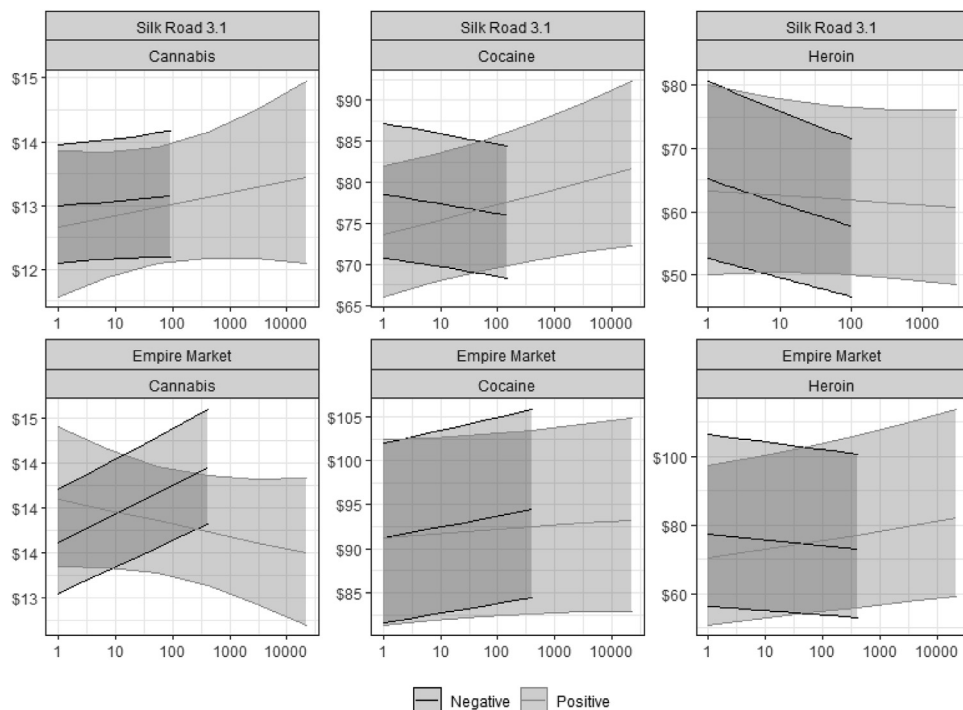 Silk Road 3.1
Cannabis
$15
$14
$13
$12
1 10 100 1000 10000
Silk Road 3.1
Cocaine
$90
$85
$80
$75
$70
$65
1 10 100 1000 10000
Silk Road 3.1
Heroin
$80
$70
$60
$50
1 10 100 1000
Empire Market
Cannabis
$15
$14
$14
$14
$13
1 10 100 1000 10000
Empire Market
Cocaine
$105
$100
$95
$90
$85
1 10 100 1000 10000
Empire Market
Heroin
$100
$80
$60
1 10 100 1000 10000
Negative Positive